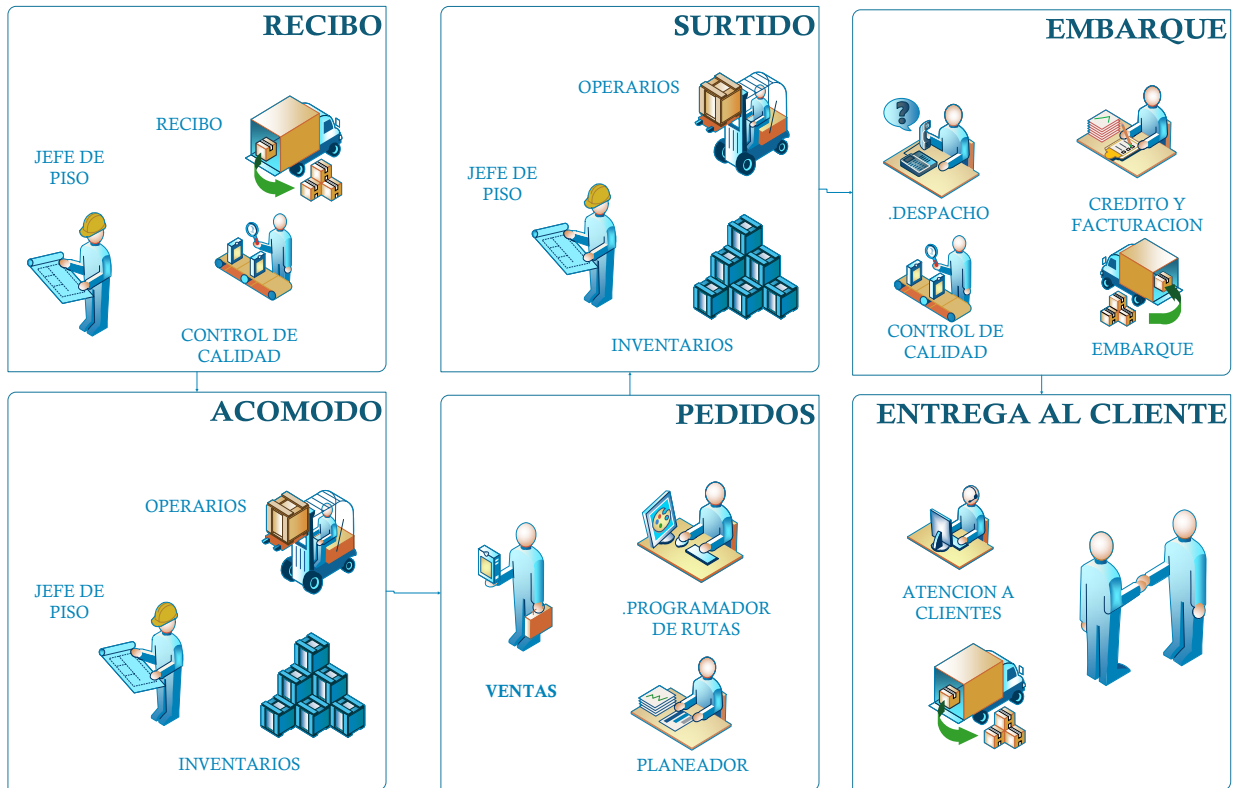 RECIBO
RECIBO
JEFE DE
PISO
CONTROL DE
CALIDAD
ACOMODO
OPERARIOS
JEFE DE
PISO
INVENTARIOS
PEDIDOS
.PROGRAMADOR
DE RUTAS
VENTAS
PLANEADOR
SURTIDO
OPERARIOS
JEFE DE
PISO
INVENTARIOS
EMBARQUE
?
.DESPACHO
CREDITO Y
FACTURACION
CONTROL DE
CALIDAD
EMBARQUE
ENTREGA AL CLIENTE
ATENCION A
CLIENTES